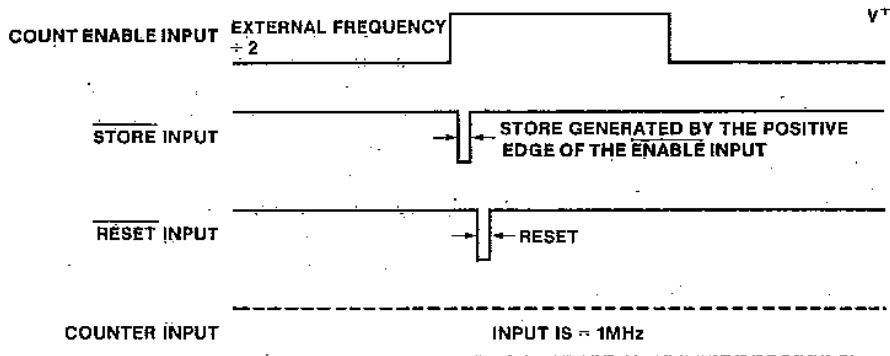 V+
COUNT ENABLE INPUT EXTERNAL FREQUENCY
÷ 2
STORE INPUT
STORE GENERATED BY THE POSITIVE
EDGE OF THE ENABLE INPUT
RESET INPUT
RESET
COUNTER INPUT INPUT IS = 1MHz